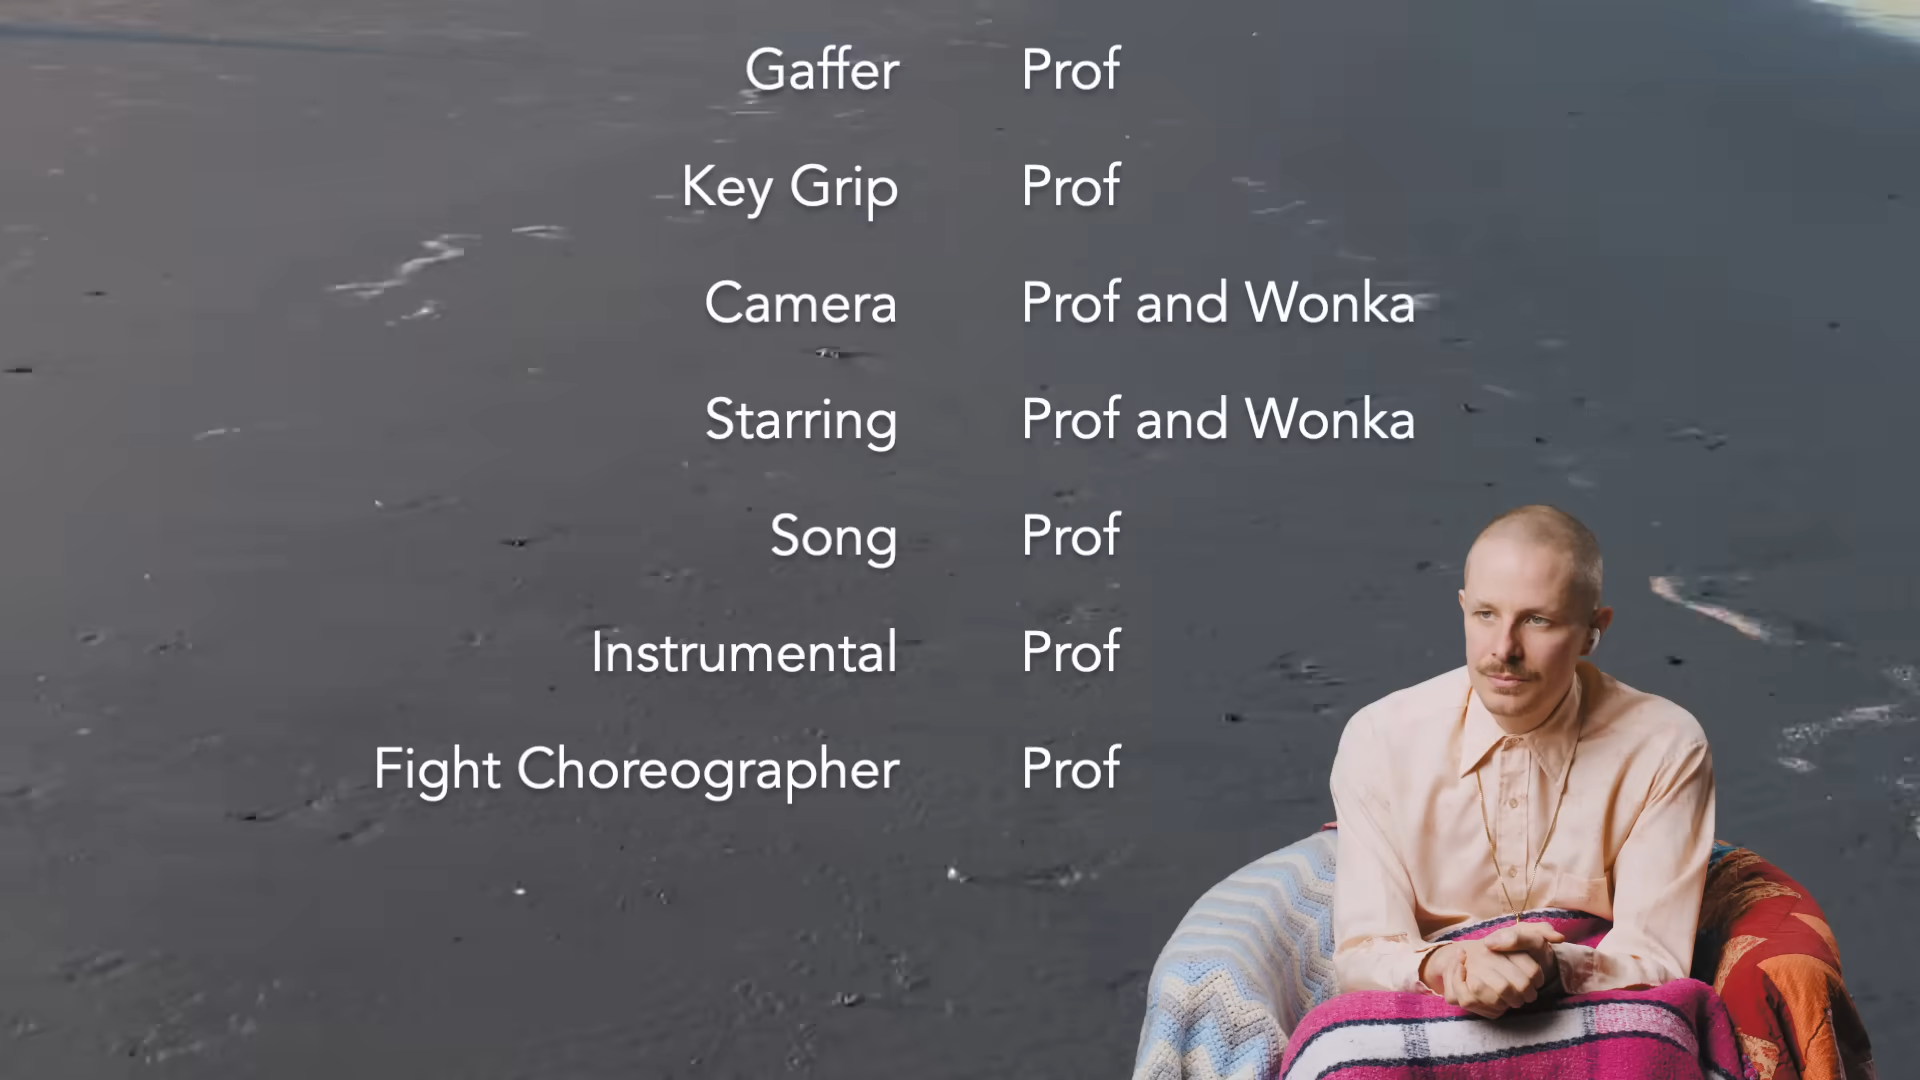 Gaffer Prof
Key Grip Prof
Camera Prof and Wonka
Starring Prof and Wonka
Song Prof
Instrumental Prof
Fight Choreographer Prof